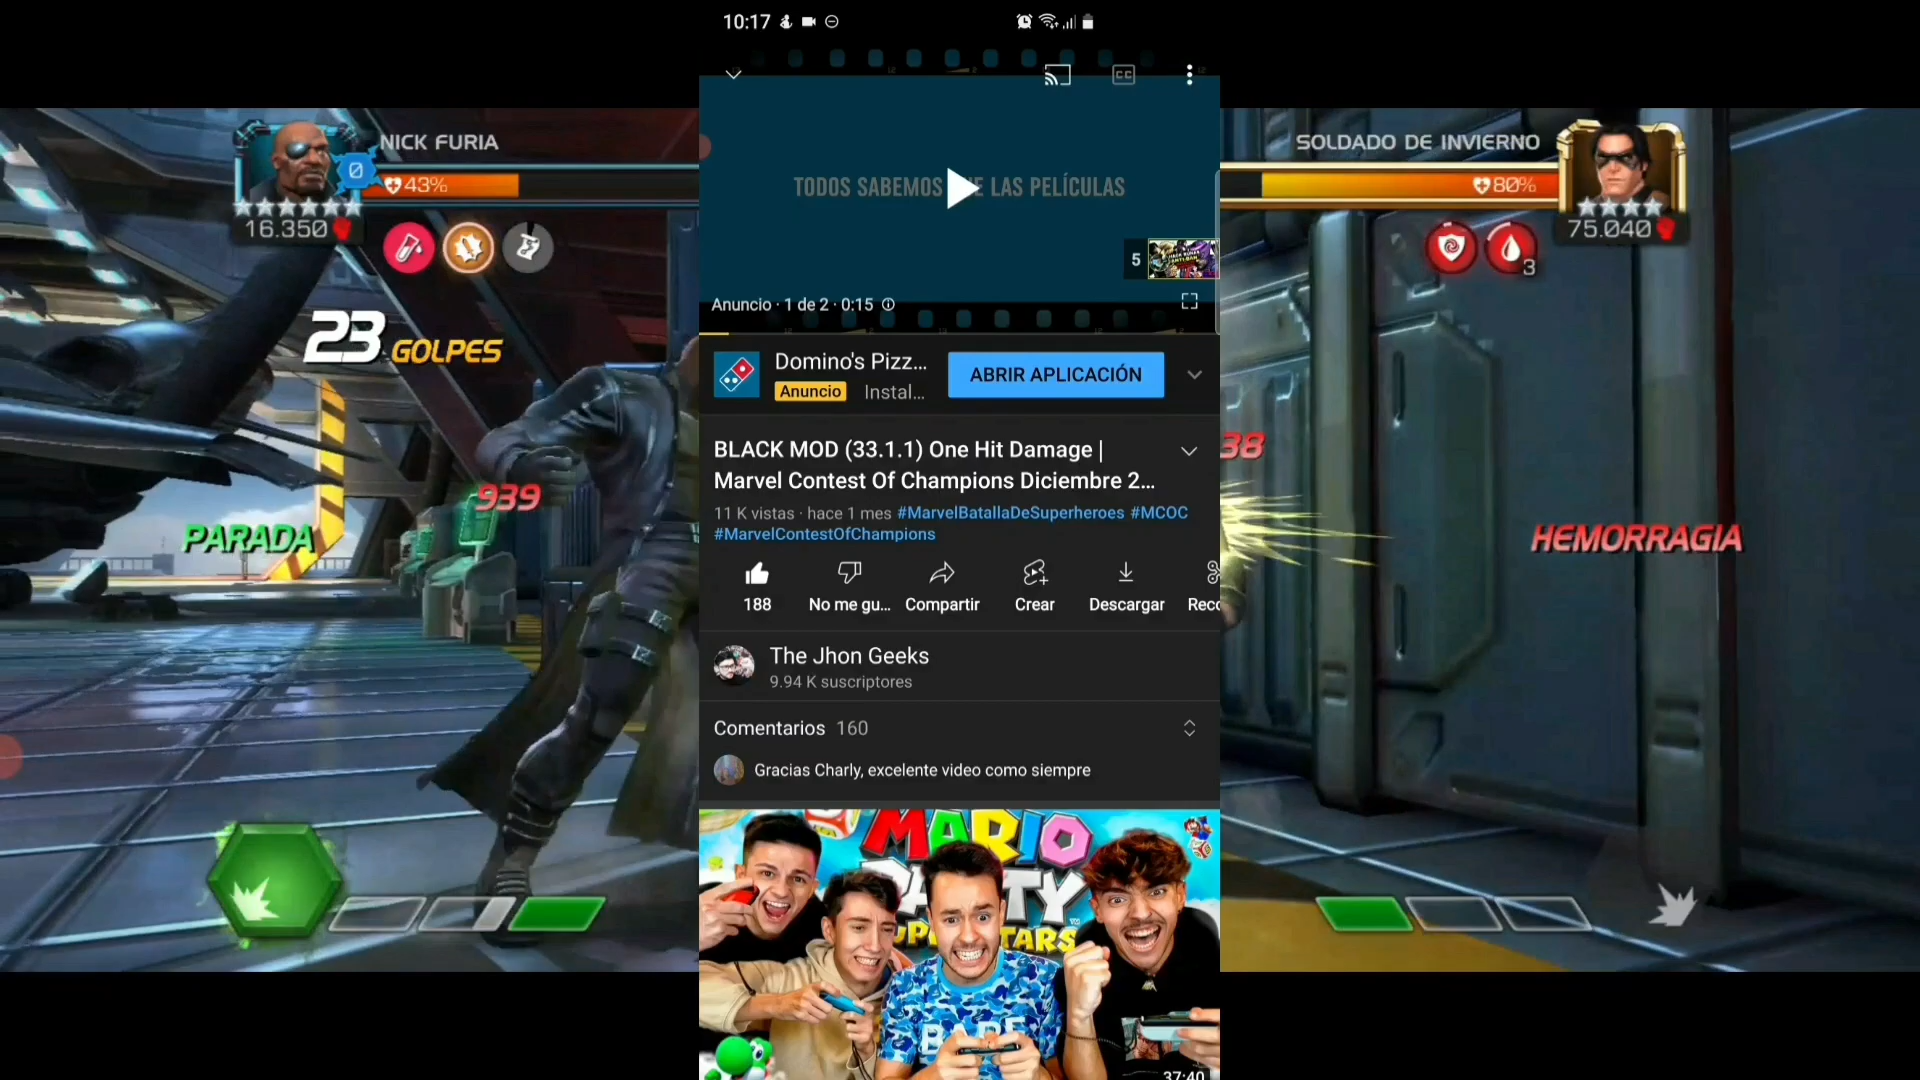 10:17
NICK FURIA
0
43%
16.350
23 GOLPES
939
PARADA
CC
TODOS SABEMOS
LAS PELÍCULAS
5
Anuncio · 1 de 2 · 0:15
Domino's Pizz...
Anuncio Instal...
ABRIR APLICACIÓN
BLACK MOD (33.1.1) One Hit Damage |
Marvel Contest Of Champions Diciembre 2...
11 K vistas · hace 1 mes #MarvelBatallaDeSuperheroes #MCOC
#MarvelContestOfChampions
188
No me gu...
Compartir
Crear
Descargar
Reco
The Jhon Geeks
9.94 K suscriptores
Comentarios 160
Gracias Charly, excelente video como siempre
MARIO
PARTY
37:40
SOLDADO DE INVIERNO
80%
75.040
3
38
HEMORRAGIA